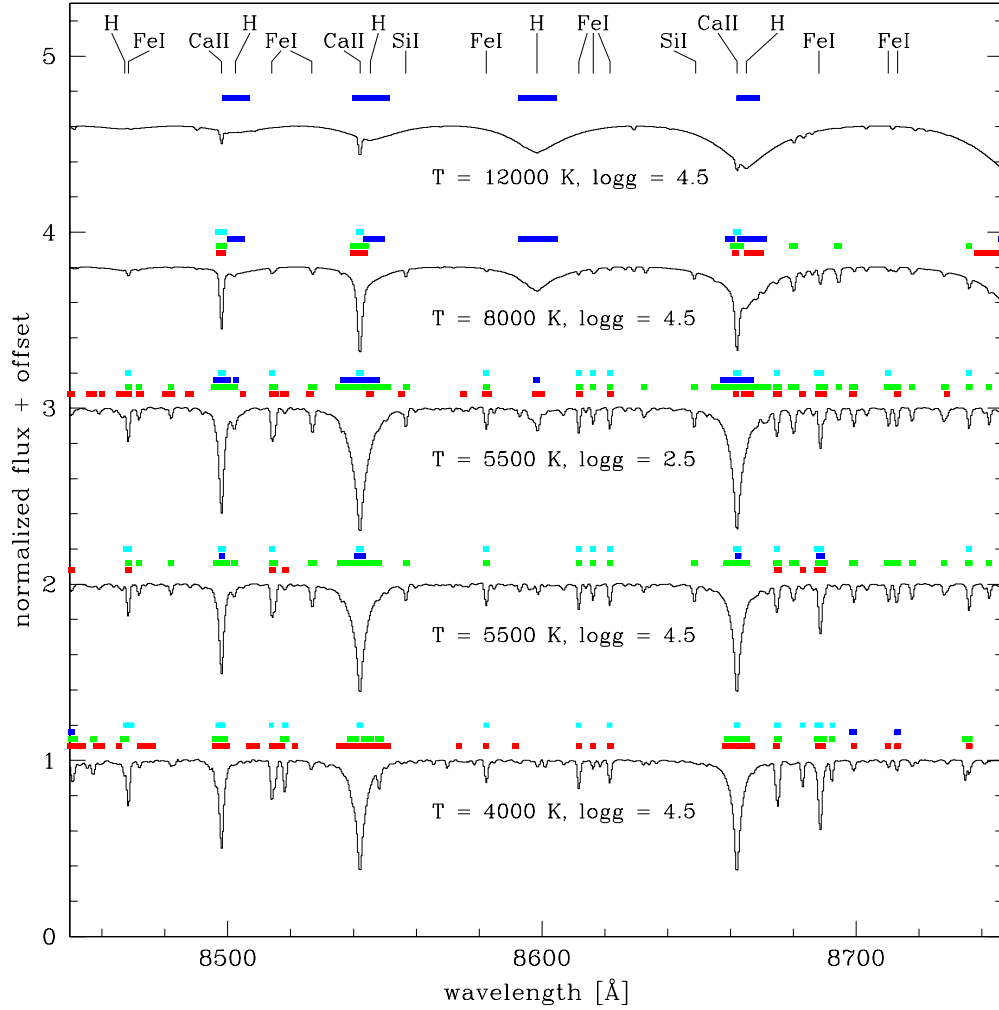 H H H H H
FeI CaII FeI CaII SiI FeI FeI SiI CaII FeI FeI
5
T = 12000 K, logg = 4.5
4
T = 8000 K, logg = 4.5
3
T = 5500 K, logg = 2.5
2
T = 5500 K, logg = 4.5
1
T = 4000 K, logg = 4.5
0
8500 8600 8700
wavelength [Å]
normalized flux + offset